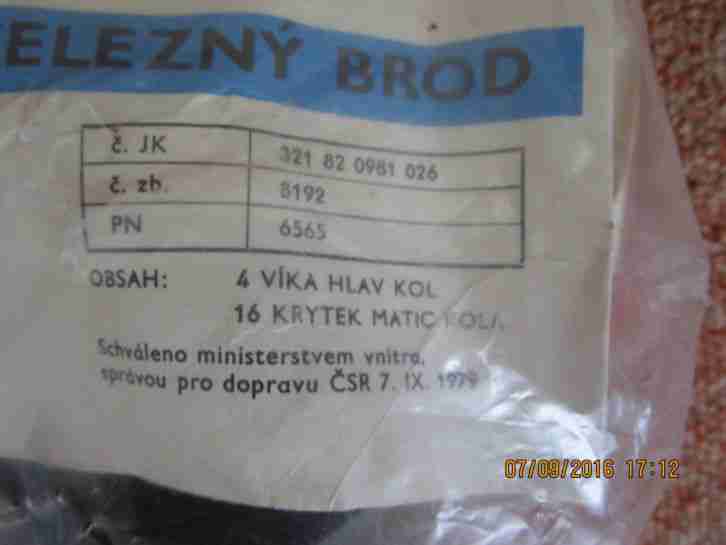 ELEZNÝ BROD
č. JK 321 82 0981 026
č. zb. 8192
PN 6565
OBSAH: 4 VÍKA HLAV KOL
16 KRYTEK MATIC KOLA
Schváleno ministerstvem vnitra,
správou pro dopravu ČSR 7. IX. 1979
07/09/2016 17:12